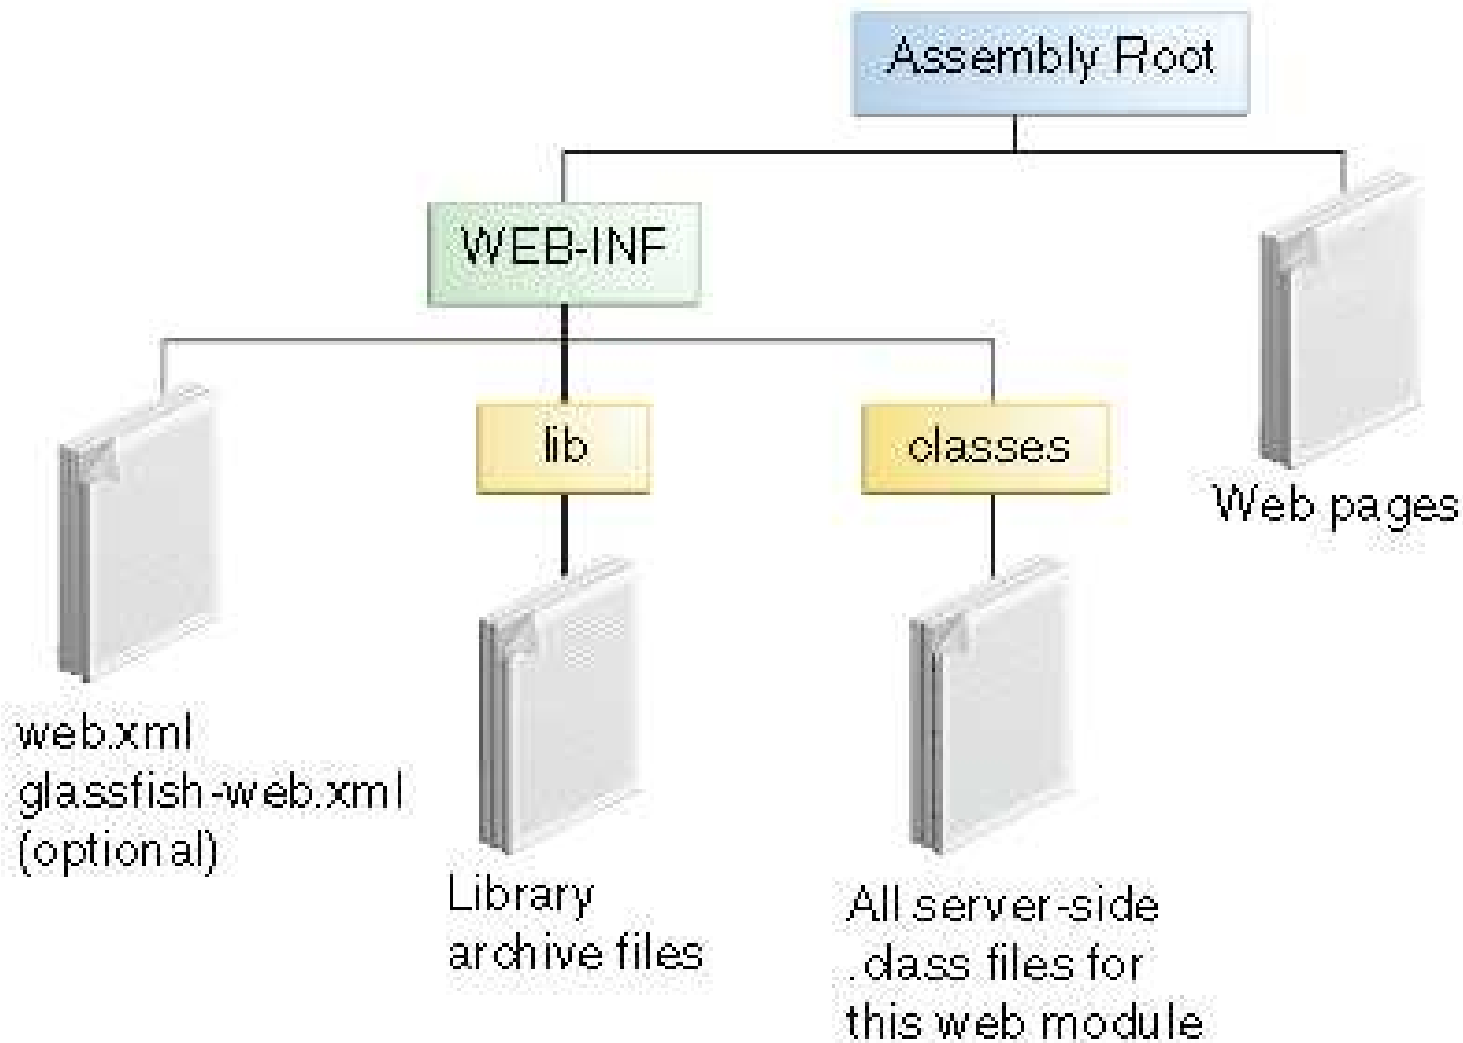 Assembly Root
WEB-INF
lib
classes
Web pages
web.xml
glassfish-web.xml
(optional)
Library
archive files
All server-side
.class files for
this web module